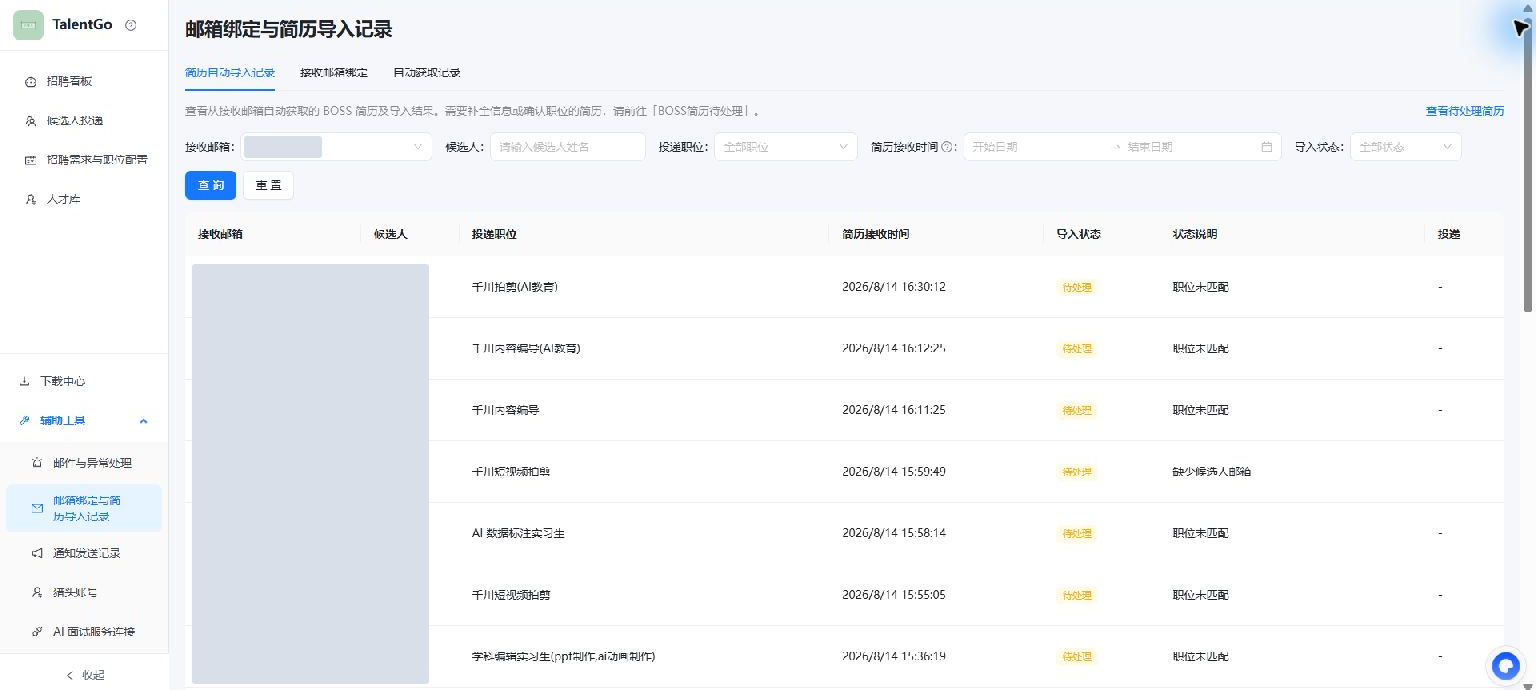 TalentGo
招聘看板
候选人投递
招聘需求与职位配置
人才库
下载中心
辅助工具
邮件与异常处理
邮箱绑定与简
历导入记录
通知发送记录
猎头账号
AI 面试服务连接
收起
邮箱绑定与简历导入记录
简历自动导入记录 接收邮箱绑定 自动获取记录
查看从接收邮箱自动获取的 BOSS 简历及导入结果。需要补全信息或确认职位的简历，请前往「BOSS简历待处理」。 查看待处理简历
接收邮箱： 候选人： 请输入候选人姓名 投递职位： 全部职位 简历接收时间 ： 开始日期 → 结束日期 导入状态： 全部状态
查 询 重 置
接收邮箱 候选人 投递职位 简历接收时间 导入状态 状态说明 投递
千川拍剪(AI教育) 2026/8/14 16:30:12 待处理 职位未匹配 -
千川内容编导(AI教育) 2026/8/14 16:12:25 待处理 职位未匹配 -
千川内容编导 2026/8/14 16:11:25 待处理 职位未匹配 -
千川短视频拍剪 2026/8/14 15:59:49 待处理 缺少候选人邮箱
AI 数据标注实习生 2026/8/14 15:58:14 待处理 职位未匹配 -
千川短视频拍剪 2026/8/14 15:55:05 待处理 职位未匹配 -
学科编辑实习生(ppt制作,ai动画制作) 2026/8/14 15:36:19 待处理 职位未匹配 -